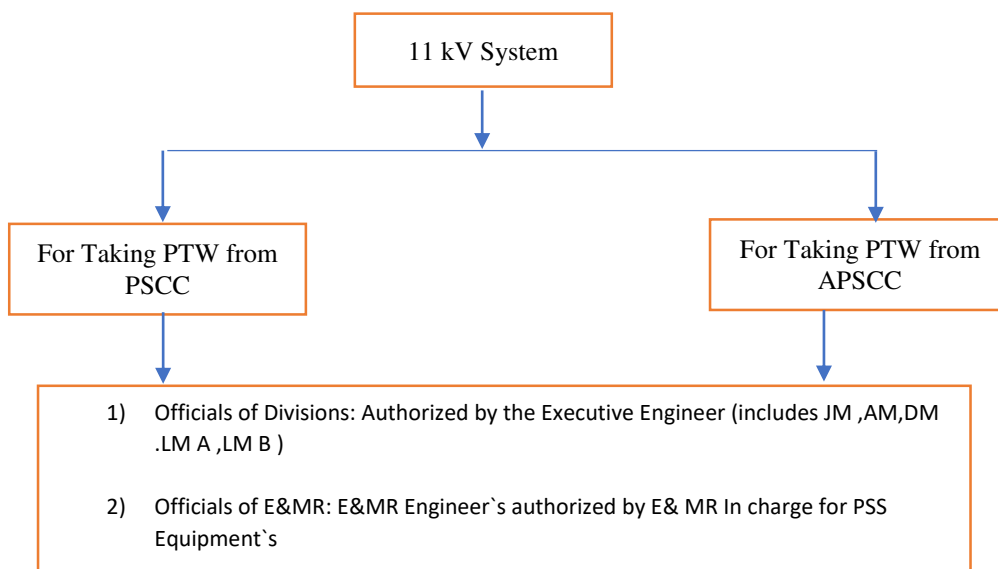 11 kV System
For Taking PTW from
PSCC
For Taking PTW from
APSCC
1) Officials of Divisions: Authorized by the Executive Engineer (includes JM ,AM,DM
.LM A ,LM B )
2) Officials of E&MR: E&MR Engineer`s authorized by E& MR In charge for PSS
Equipment`s